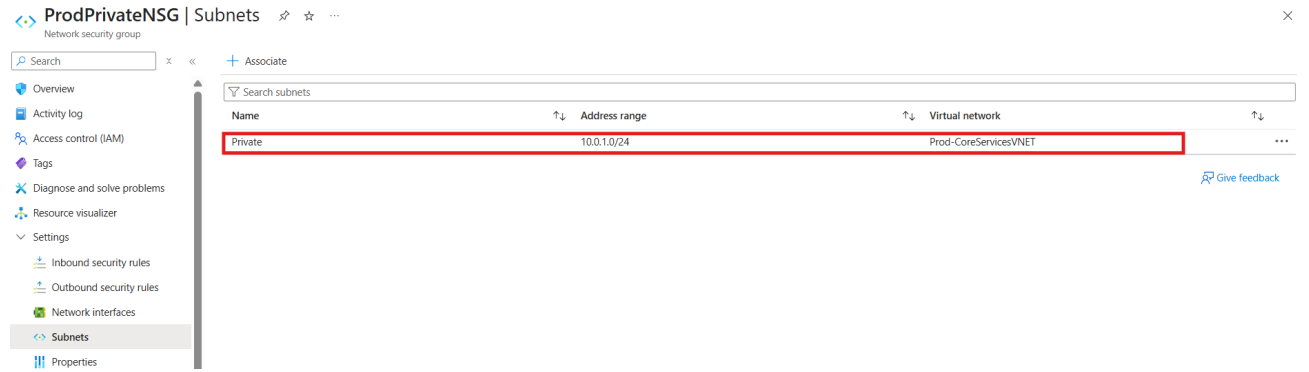 ProdPrivateNSG | Subnets
Network security group
Search
Associate
Overview
Search subnets
Activity log
Name Address range Virtual network
Access control (IAM)
Private 10.0.1.0/24 Prod-CoreServicesVNET
Tags
Give feedback
Diagnose and solve problems
Resource visualizer
Settings
Inbound security rules
Outbound security rules
Network interfaces
Subnets
Properties